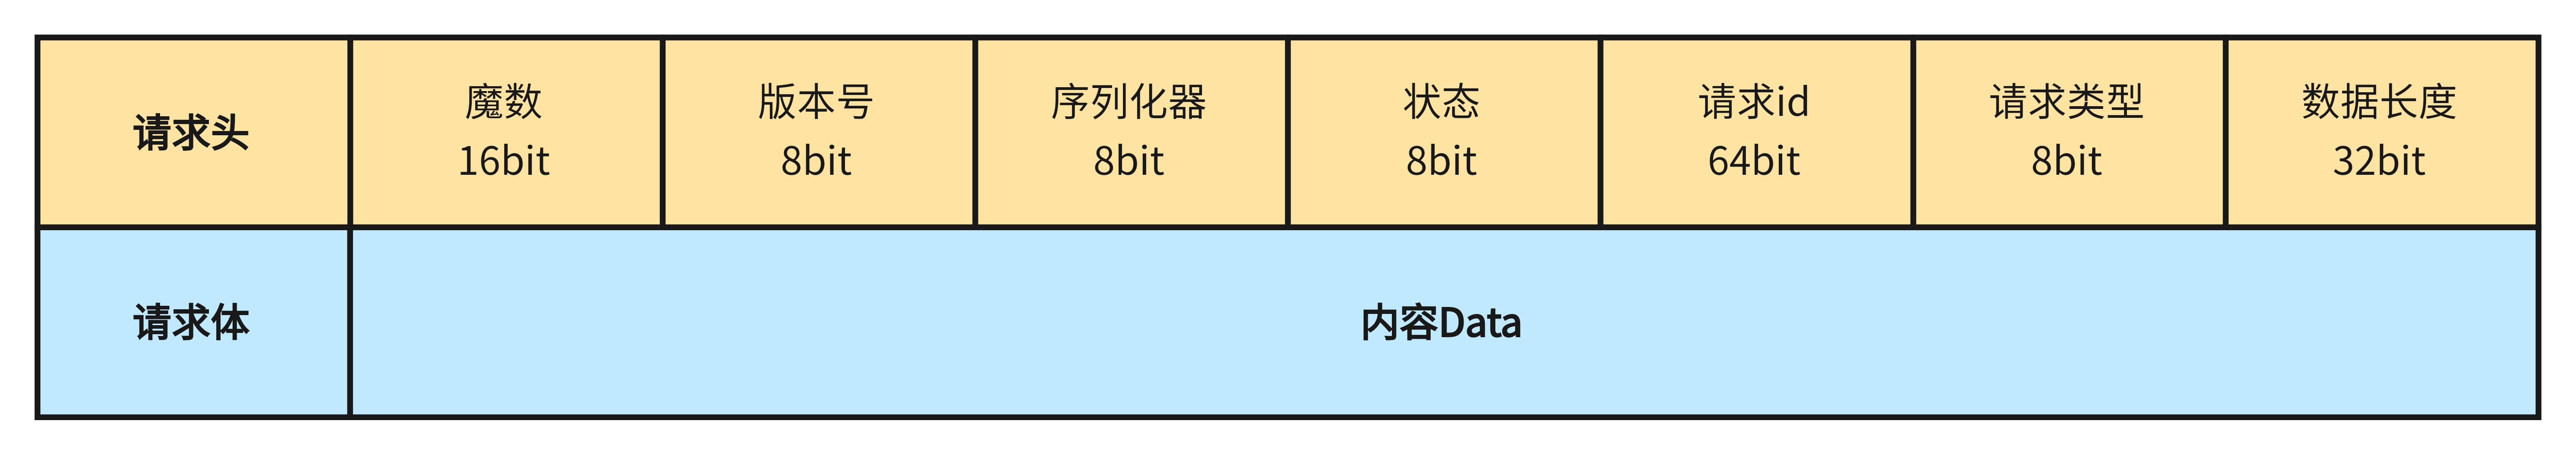 请求头
魔数
16bit
版本号
8bit
序列化器
8bit
状态
8bit
请求id
64bit
请求类型
8bit
数据长度
32bit
请求体
内容Data